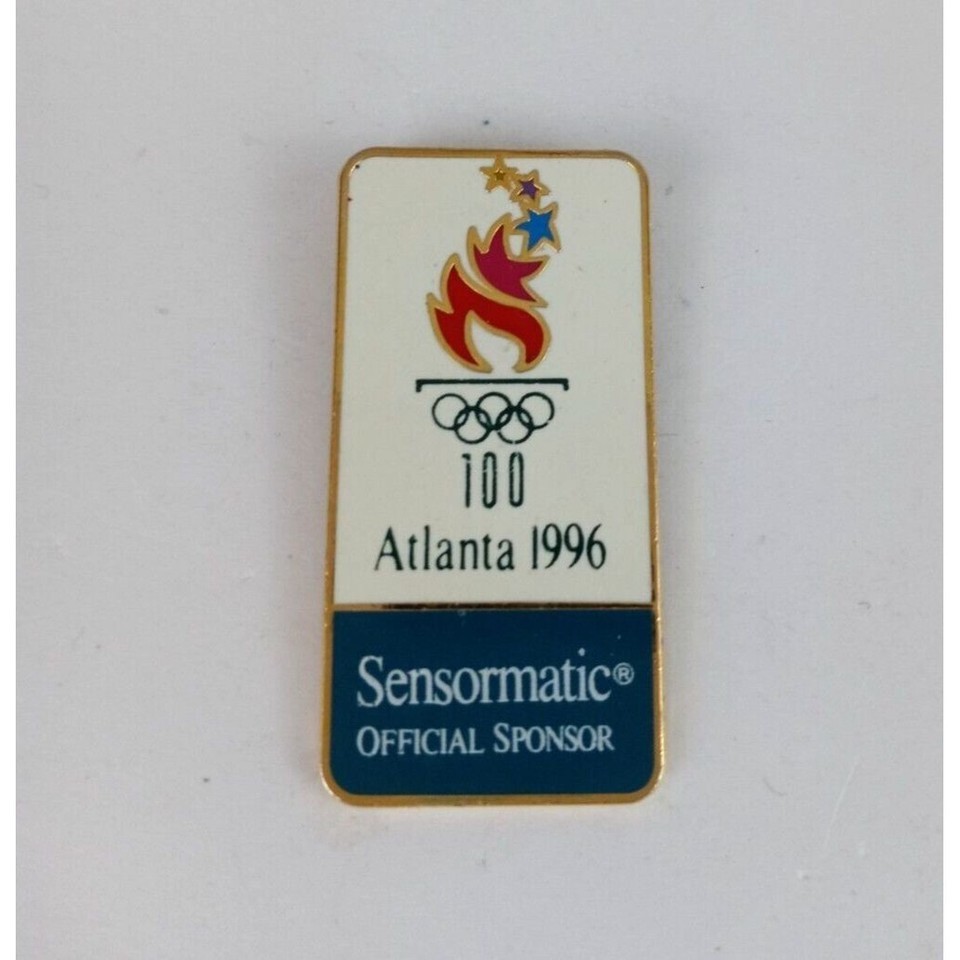 100
Atlanta 1996
Sensormatic®
OFFICIAL SPONSOR